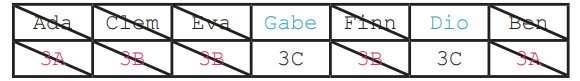 Ada Clem Eva Gabe Finn Dio Ben
3A 3B 3B 3C 3B 3C 3A